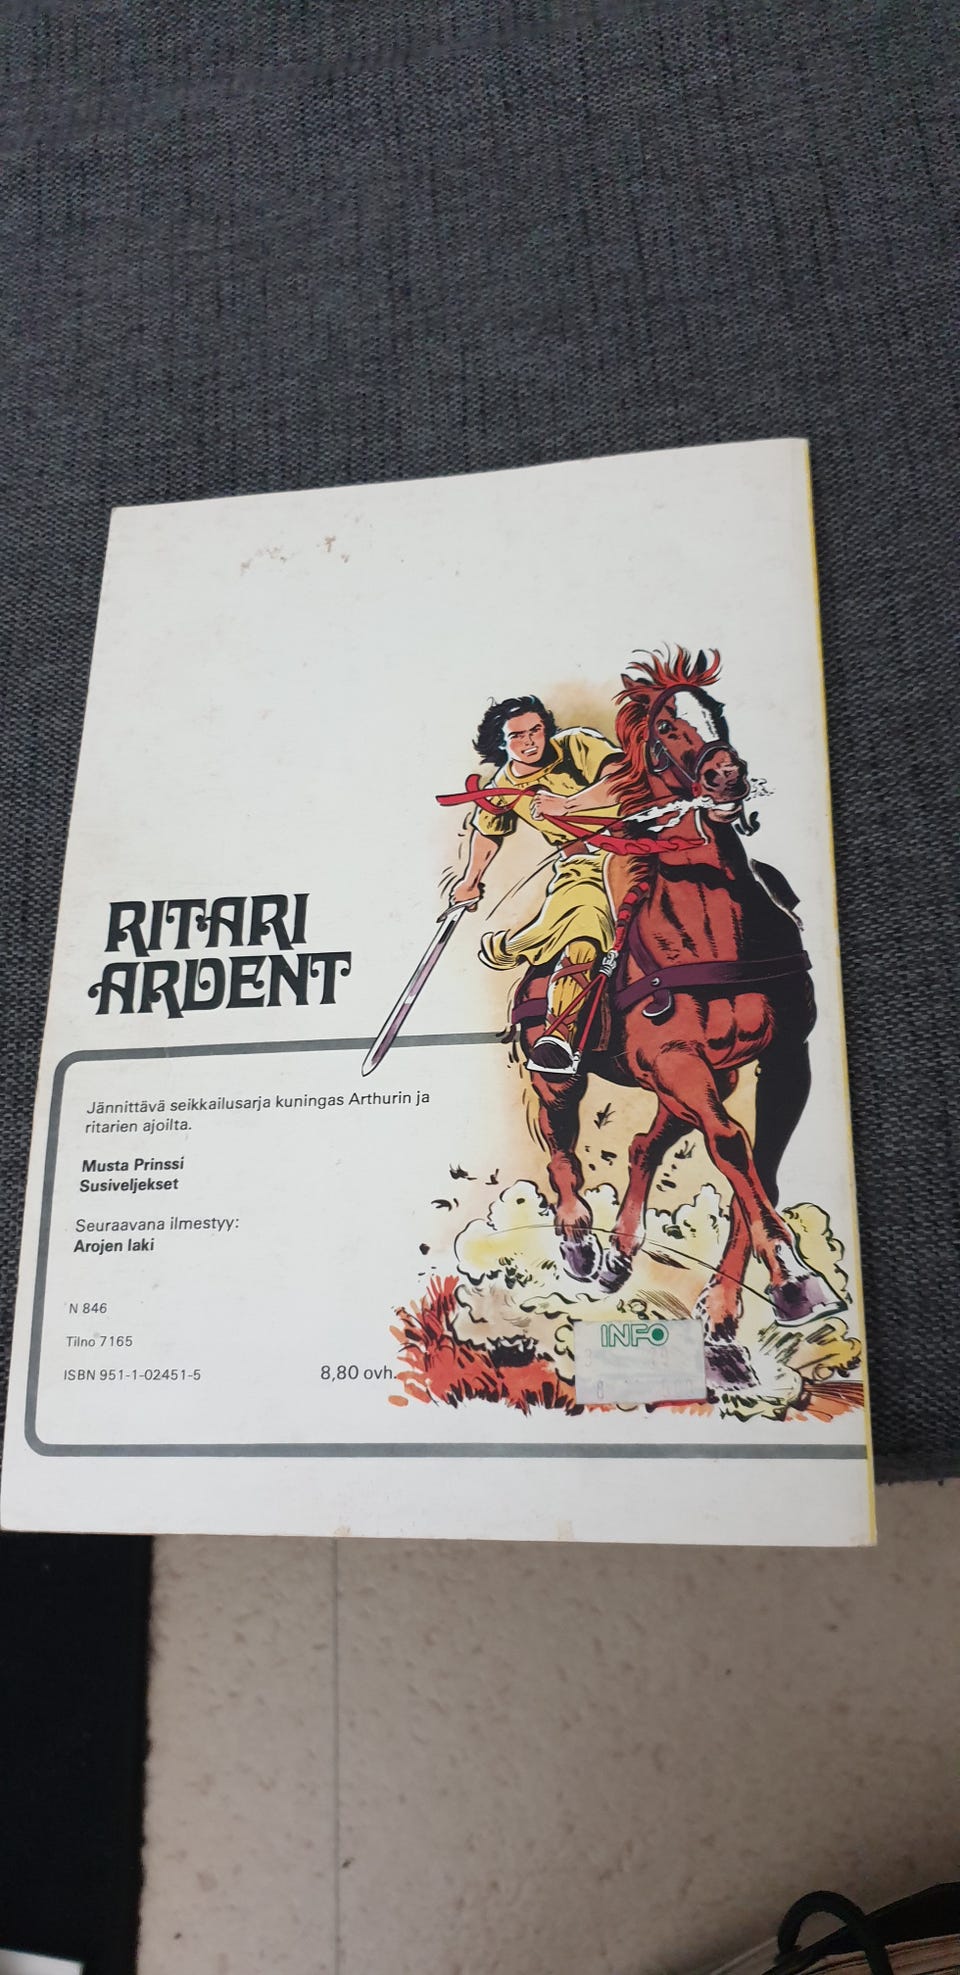 RITARI
ARDENT
Jännittävä seikkailusarja kuningas Arthurin ja
ritarien ajoilta.
Musta Prinssi
Susiveljekset
Seuraavana ilmestyy:
Arojen laki
N 846
Tilno 7165
ISBN 951-1-02451-5
8,80 ovh.
INFO